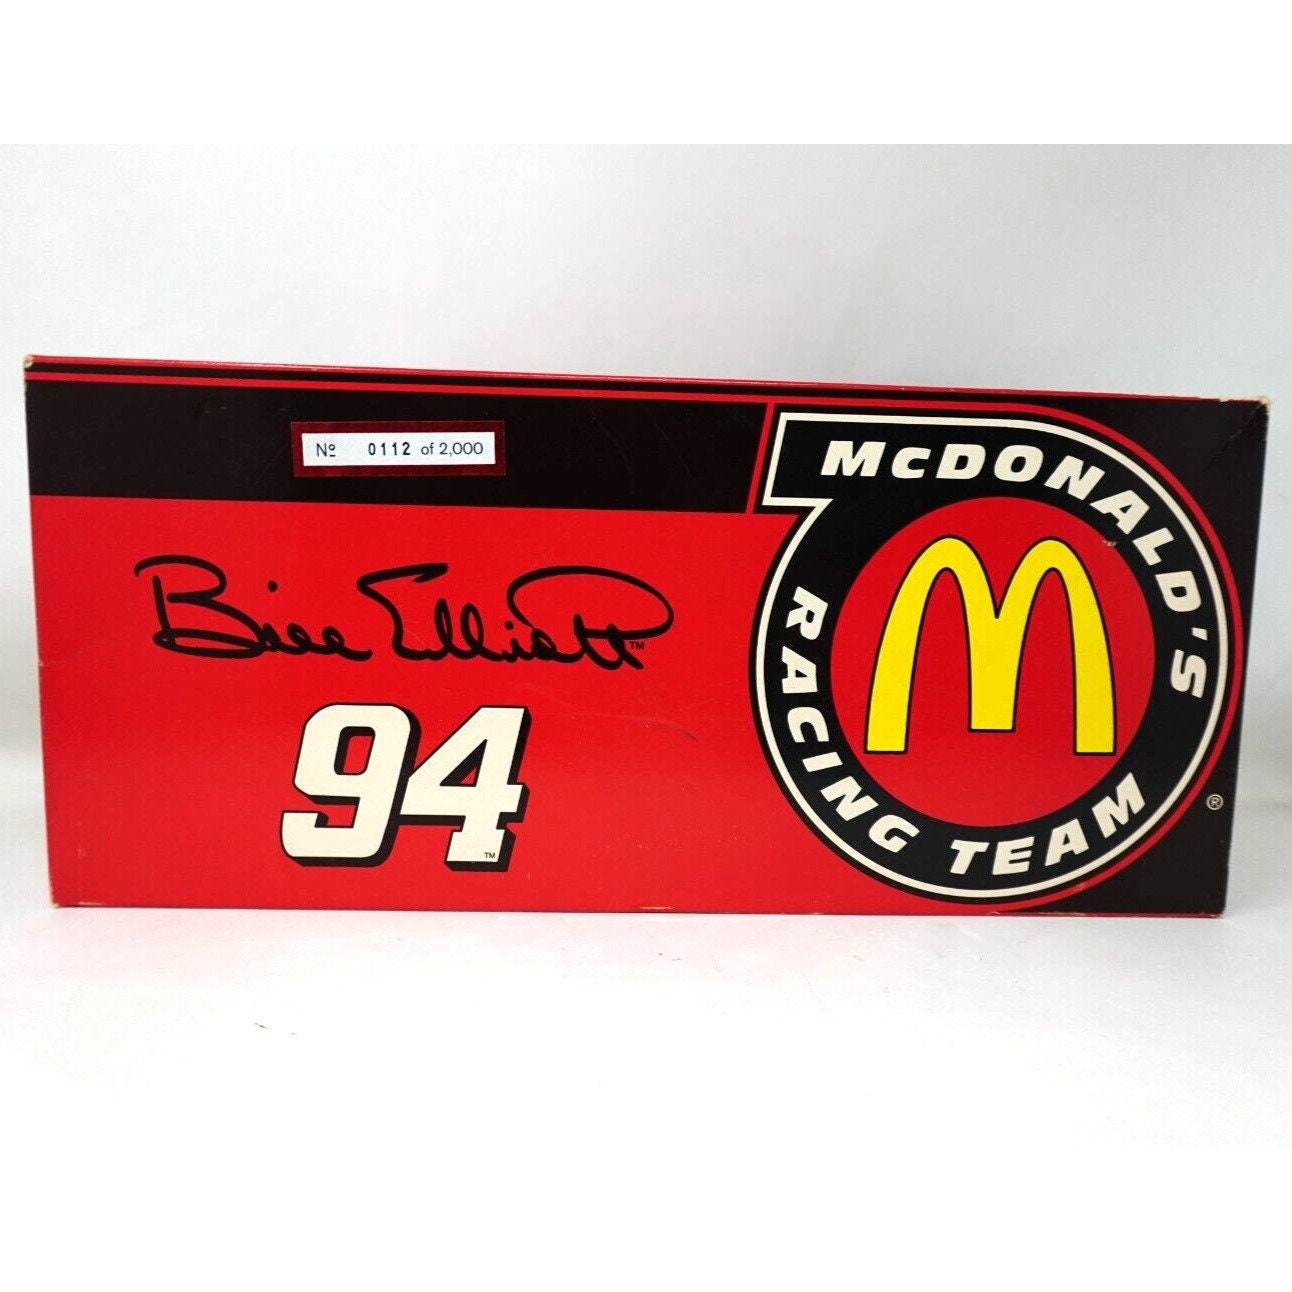 Nº 0112 of 2,000
McDONALD'S
RACING TEAM
®
Bill Elliott™
94™